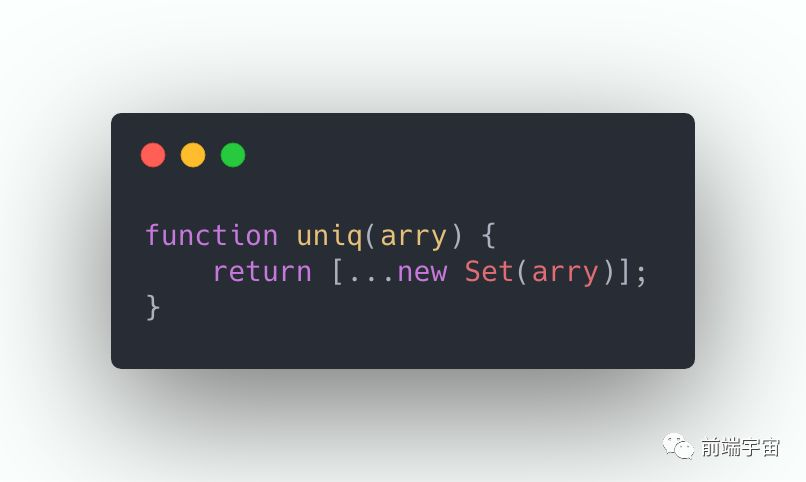 function uniq(arry) {
    return [...new Set(arry)];
}
前端宇宙